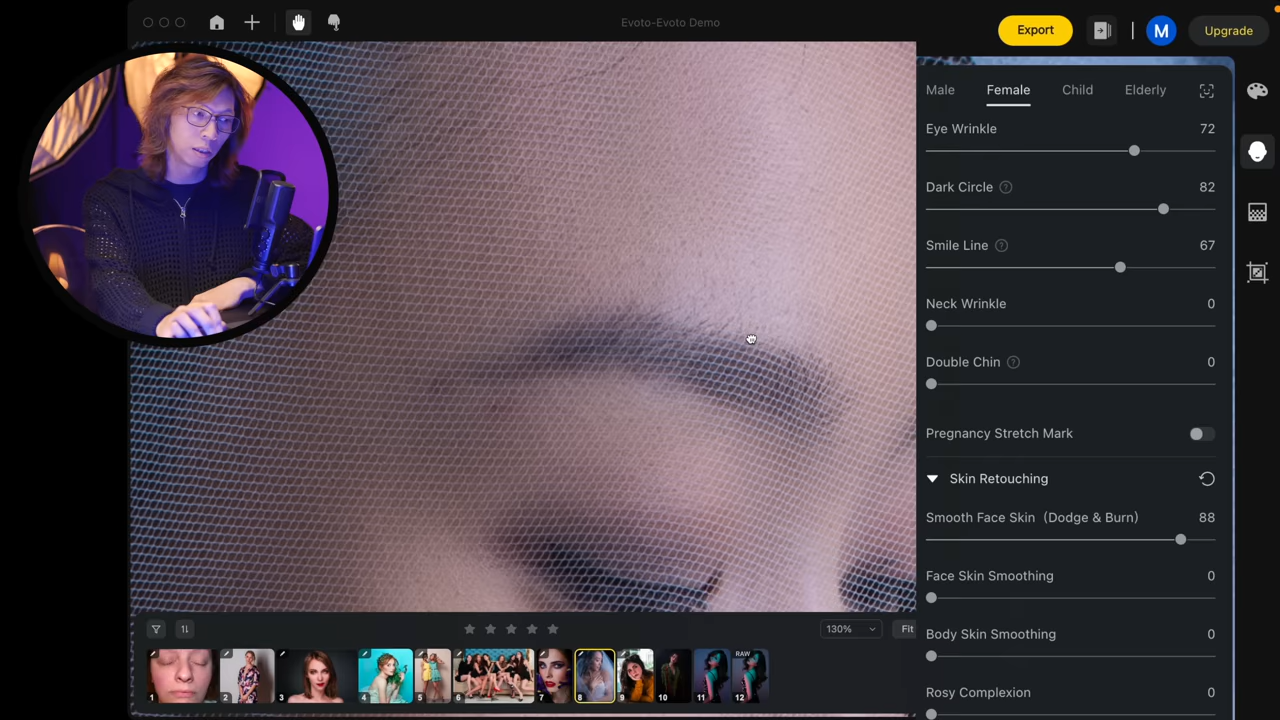 Evoto-Evoto Demo
Export
M
Upgrade
Male Female Child Elderly
Eye Wrinkle 72
Dark Circle ? 82
Smile Line ? 67
Neck Wrinkle 0
Double Chin ? 0
Pregnancy Stretch Mark
Skin Retouching
Smooth Face Skin (Dodge & Burn) 88
Face Skin Smoothing 0
Body Skin Smoothing 0
Rosy Complexion 0
130% Fit
RAW
1 2 3 4 5 6 7 8 9 10 11 12